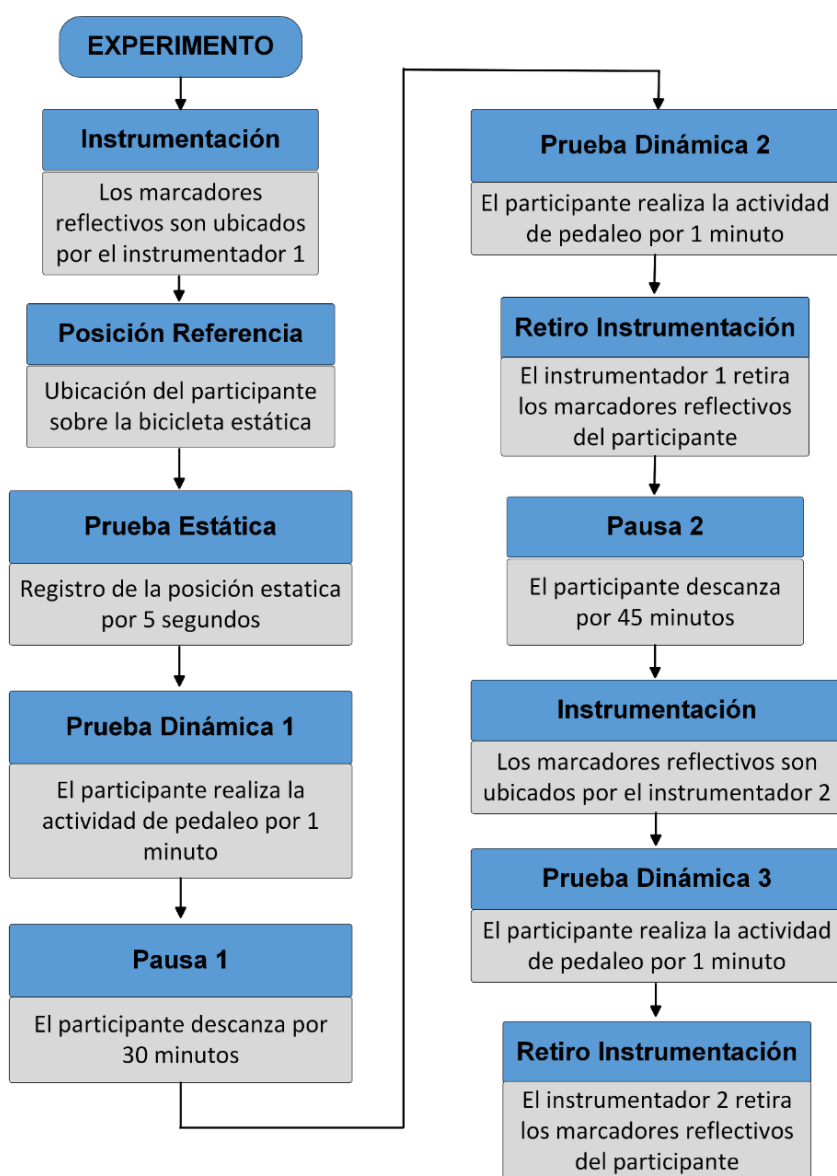 EXPERIMENTO
Instrumentación
Los marcadores
reflectivos son ubicados
por el instrumentador 1
Posición Referencia
Ubicación del participante
sobre la bicicleta estática
Prueba Estática
Registro de la posición estatica
por 5 segundos
Prueba Dinámica 1
El participante realiza la
actividad de pedaleo por 1
minuto
Pausa 1
El participante descanza por
30 minutos
Prueba Dinámica 2
El participante realiza la actividad
de pedaleo por 1 minuto
Retiro Instrumentación
El instrumentador 1 retira
los marcadores reflectivos
del participante
Pausa 2
El participante descanza
por 45 minutos
Instrumentación
Los marcadores reflectivos son
ubicados por el instrumentador 2
Prueba Dinámica 3
El participante realiza la actividad
de pedaleo por 1 minuto
Retiro Instrumentación
El instrumentador 2 retira
los marcadores reflectivos
del participante